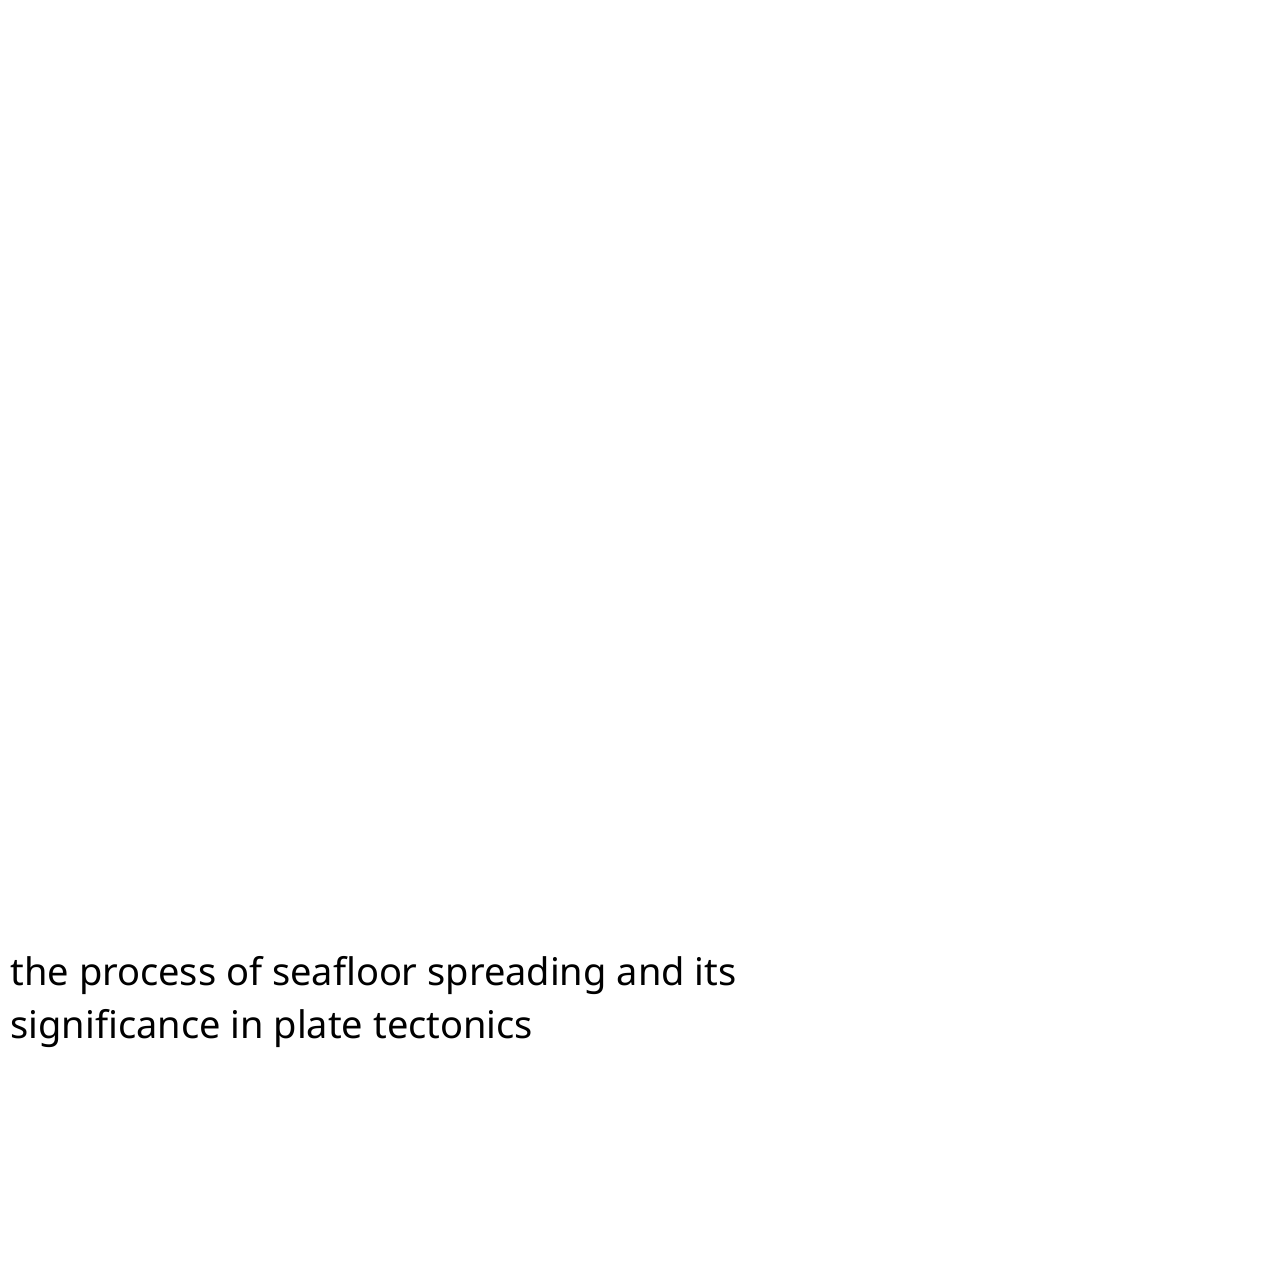 the process of seafloor spreading and its
significance in plate tectonics